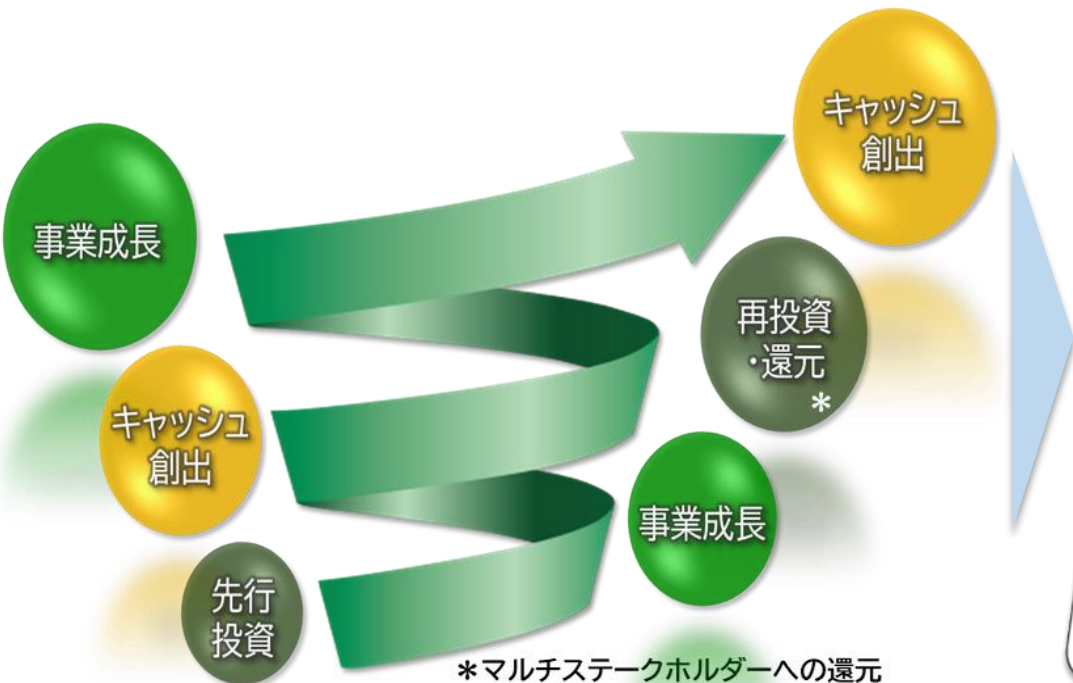 キャッシュ
創出
事業成長
再投資
・還元
*
キャッシュ
創出
事業成長
先行
投資
*マルチステークホルダーへの還元